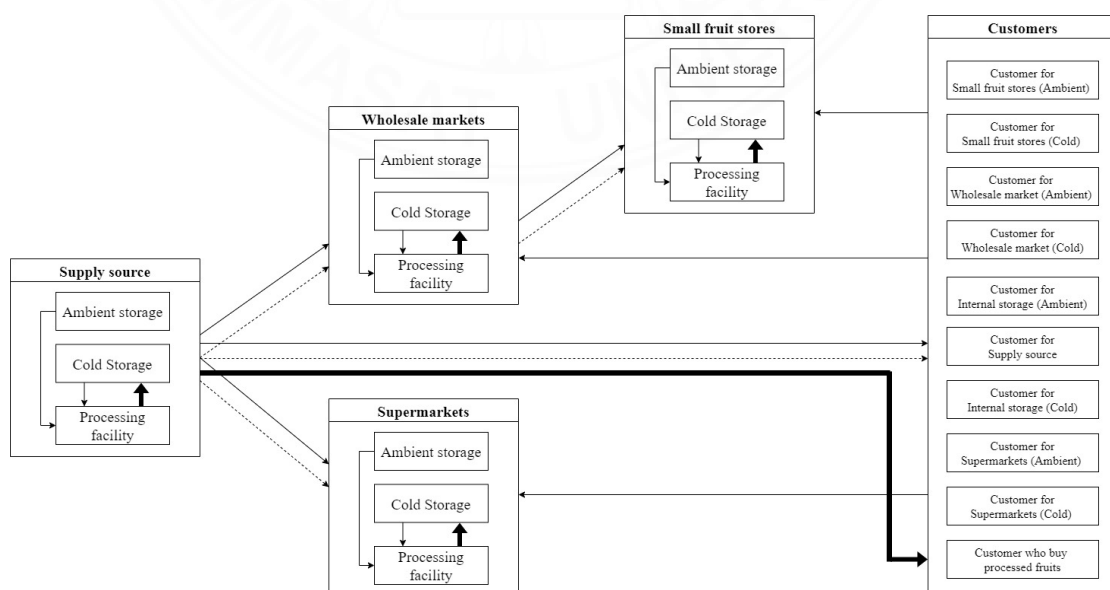 Small fruit stores
Ambient storage
Cold Storage
Processing
facility
Customers
Customer for
Small fruit stores (Ambient)
Customer for
Small fruit stores (Cold)
Customer for
Wholesale market (Ambient)
Customer for
Wholesale market (Cold)
Customer for
Internal storage (Ambient)
Customer for
Supply source
Customer for
Internal storage (Cold)
Customer for
Supermarkets (Ambient)
Customer for
Supermarkets (Cold)
Customer who buy
processed fruits
Wholesale markets
Ambient storage
Cold Storage
Processing
facility
Supply source
Ambient storage
Cold Storage
Processing
facility
Supermarkets
Ambient storage
Cold Storage
Processing
facility